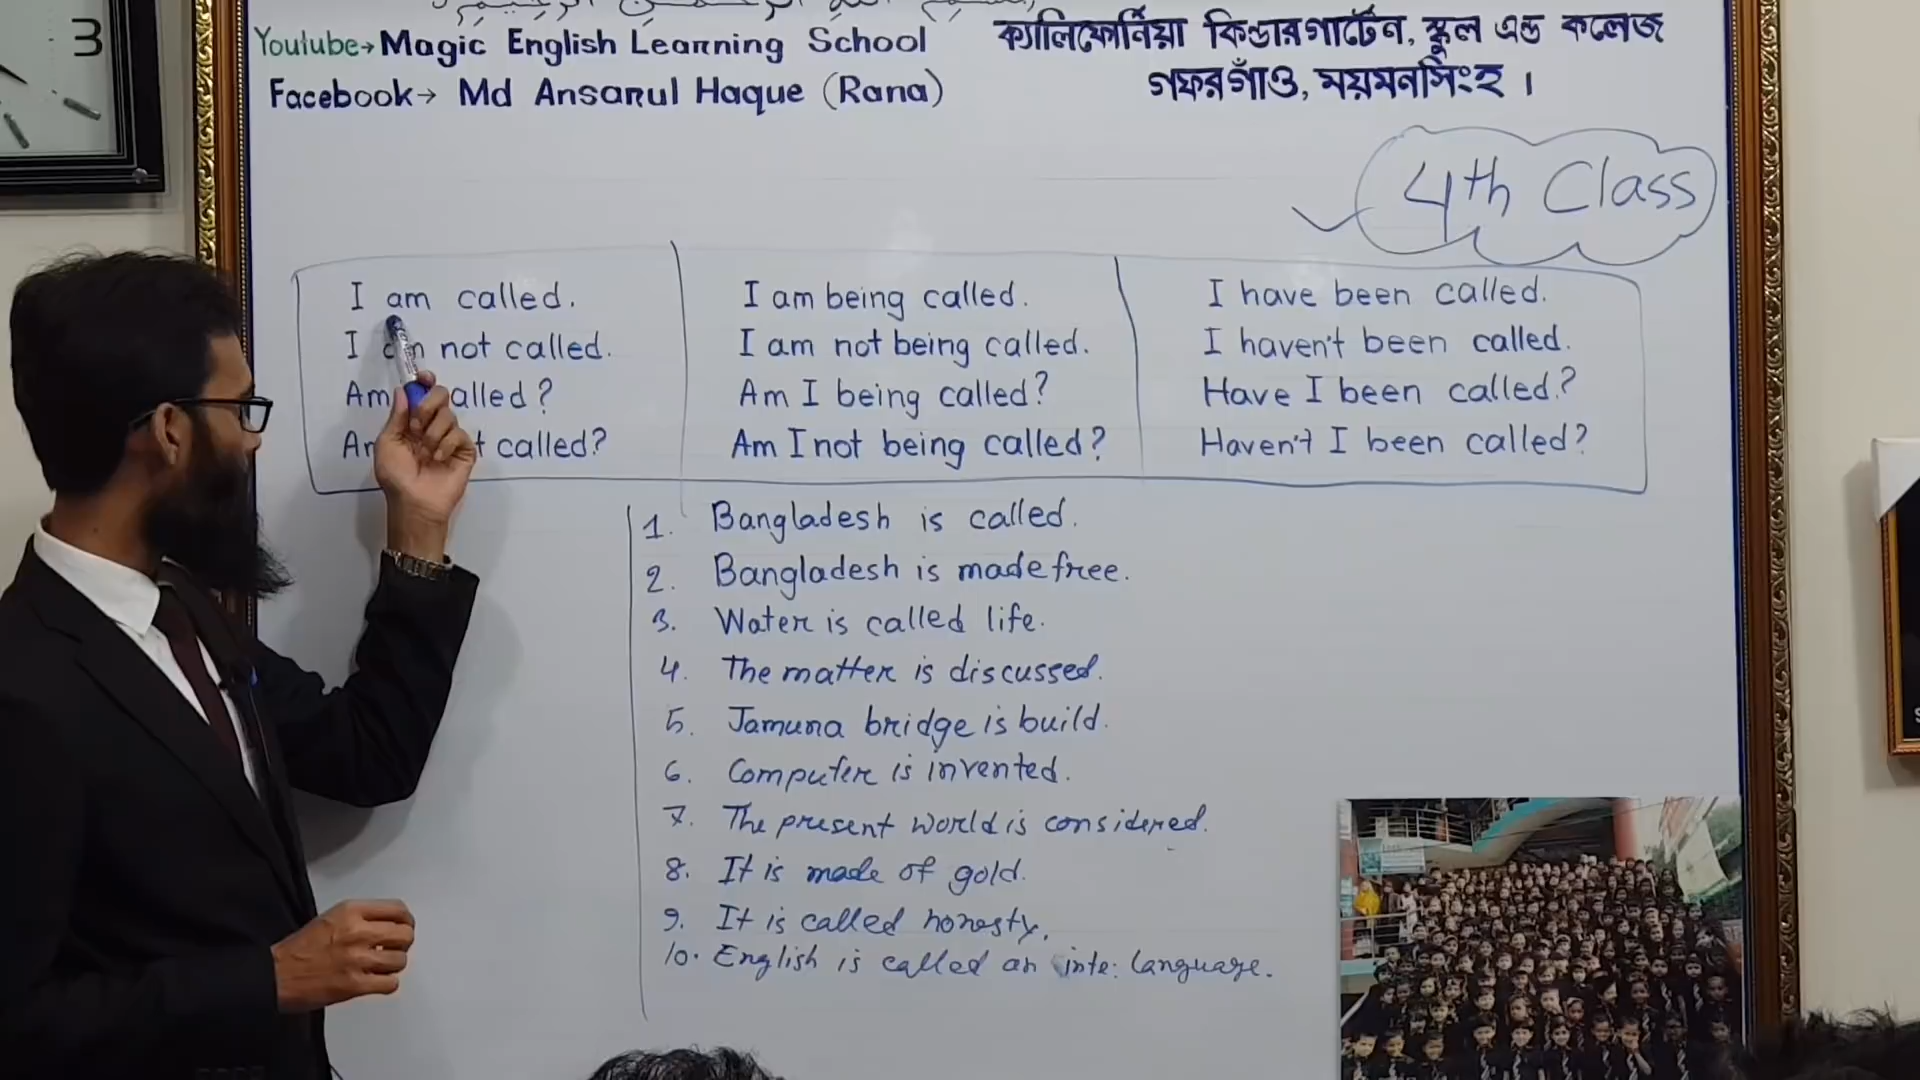 3
Youtube→ Magic English Learning School
Facebook→ Md Ansarul Haque (Rana)
ক্যালিফোর্নিয়া কিন্ডারগার্টেন, স্কুল এন্ড কলেজ
গফরগাঁও, ময়মনসিংহ ।
4th Class
I am called.
I am not called.
Am called?
called?
I am being called.
I am not being called.
Am I being called?
Am I not being called?
I have been called.
I haven't been called.
Have I been called?
Haven't I been called?
1. Bangladesh is called.
2. Bangladesh is made free.
3. Water is called life.
4. The matter is discussed.
5. Jamuna bridge is build.
6. Computer is invented.
7. The present world is considered.
8. It is made of gold.
9. It is called honesty.
10. English is called an inte: language.